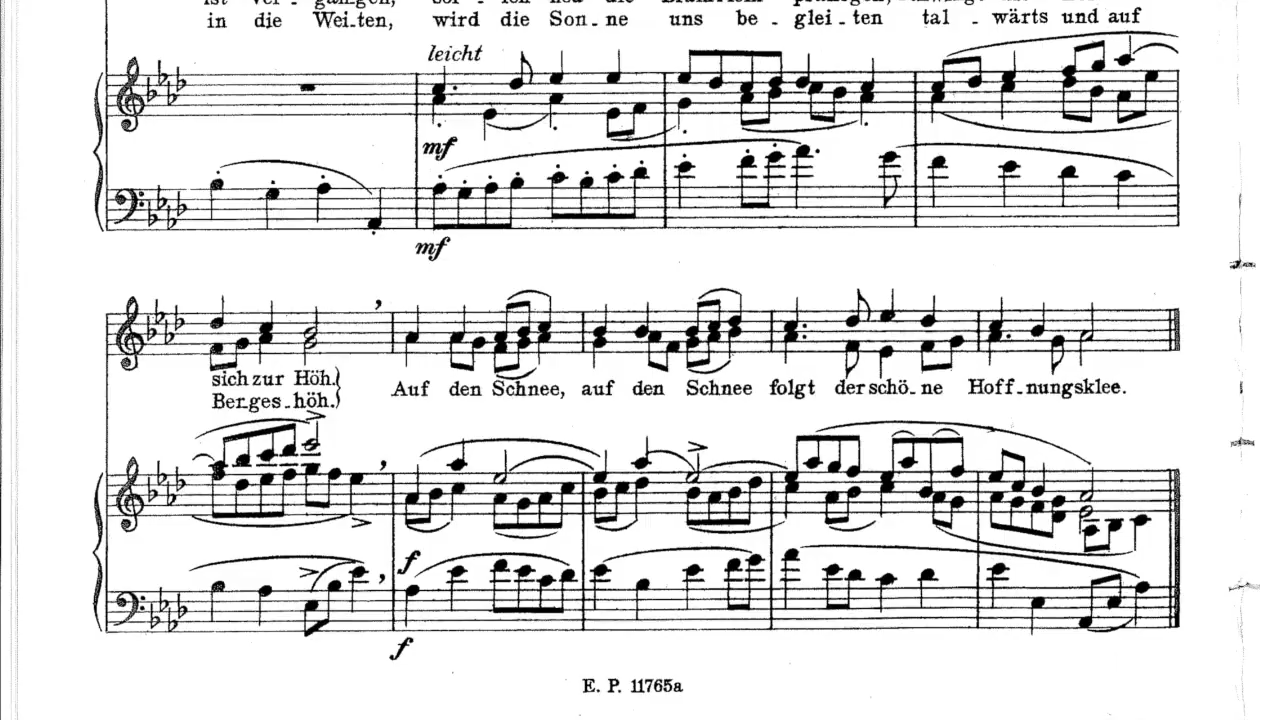 in die Wei_ten, wird die Son_ne uns be_glei_ten tal_wärts und auf
leicht
mf
mf
sich zur Höh.
Ber_ges_höh. Auf den Schnee, auf den Schnee folgt der schö_ne Hoff_nungsklee.
f
f
E. P. 11765a